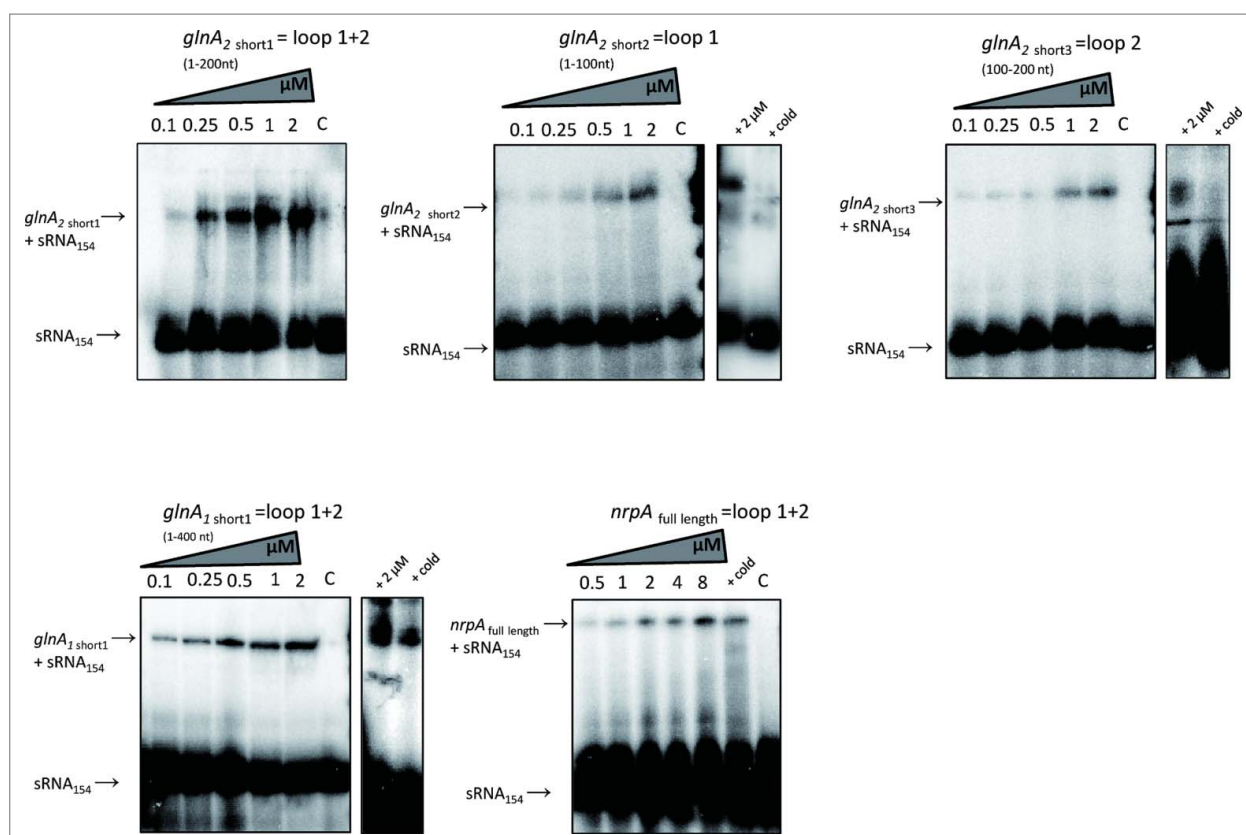 glnA2 short1 = loop 1+2
(1-200nt)
µM
0.1 0.25 0.5 1 2 C
glnA2 short1 →
+ sRNA154
sRNA154 →
glnA2 short2 = loop 1
(1-100nt)
µM
0.1 0.25 0.5 1 2 C
+ 2 µM
+ cold
glnA2 short2 →
+ sRNA154
sRNA154 →
glnA2 short3 =loop 2
(100-200 nt)
µM
0.1 0.25 0.5 1 2 C
+ 2 µM
+ cold
glnA2 short3 →
+ sRNA154
sRNA154 →
glnA1 short1 =loop 1+2
(1-400 nt)
µM
0.1 0.25 0.5 1 2 C
+ 2 µM
+ cold
glnA1 short1 →
+ sRNA154
sRNA154 →
nrpA full length =loop 1+2
µM
0.5 1 2 4 8 + cold C
nrpA full length →
+ sRNA154
sRNA154 →